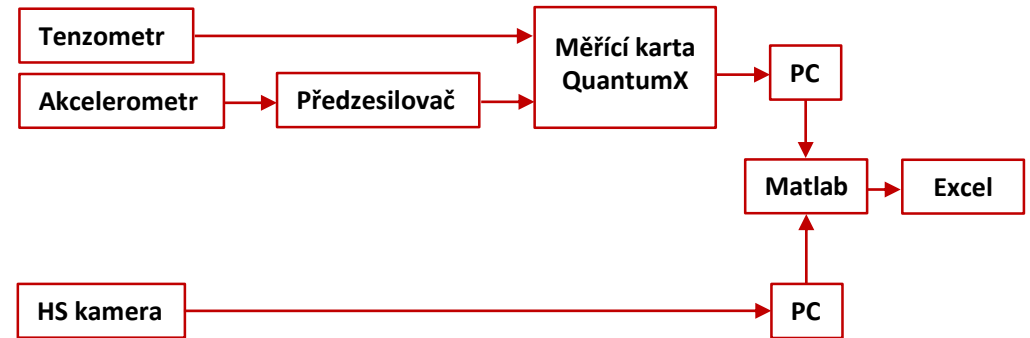 Tenzometr
Akcelerometr
Předzesilovač
Měřící karta
QuantumX
PC
Matlab
Excel
HS kamera
PC